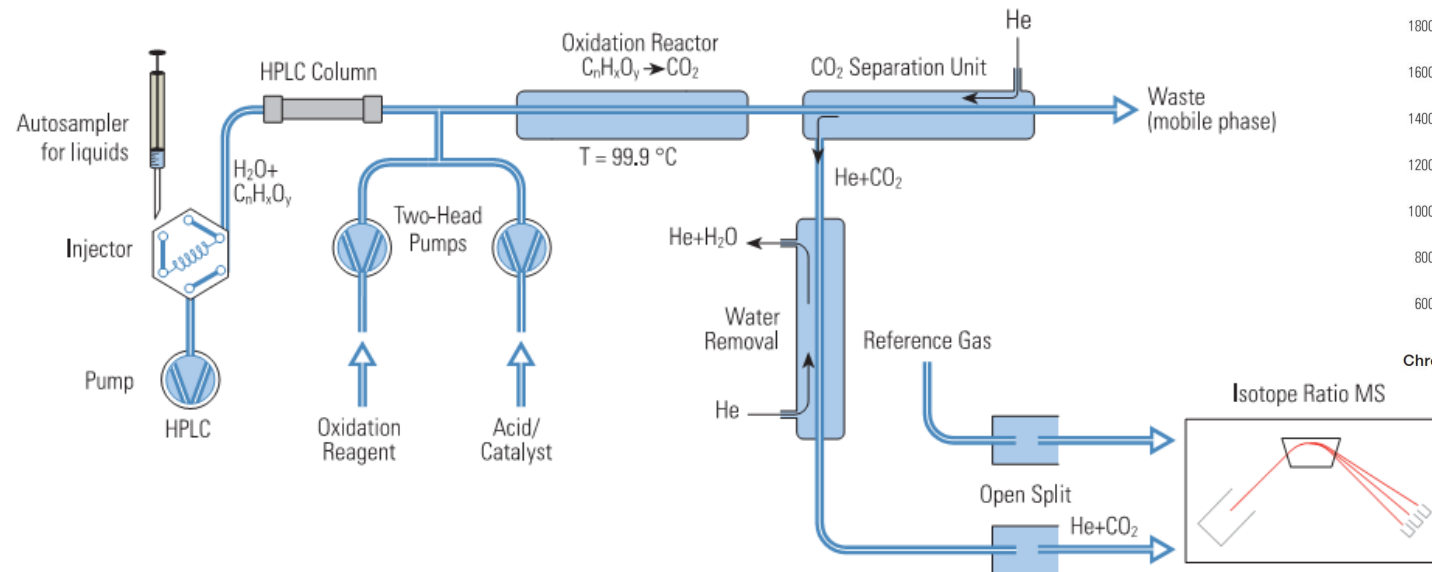 Autosampler
for liquids
HPLC Column
H₂O+
CₙHₓOᵧ
Injector
Pump
HPLC
Two-Head
Pumps
Oxidation
Reagent
Acid/
Catalyst
Oxidation Reactor
CₙHₓOᵧ→CO₂
T = 99.9 °C
He
CO₂ Separation Unit
Waste
(mobile phase)
He+CO₂
He+H₂O
Water
Removal
He
Reference Gas
Open Split
He+CO₂
Isotope Ratio MS
1800
1600
1400
1200
1000
800
600